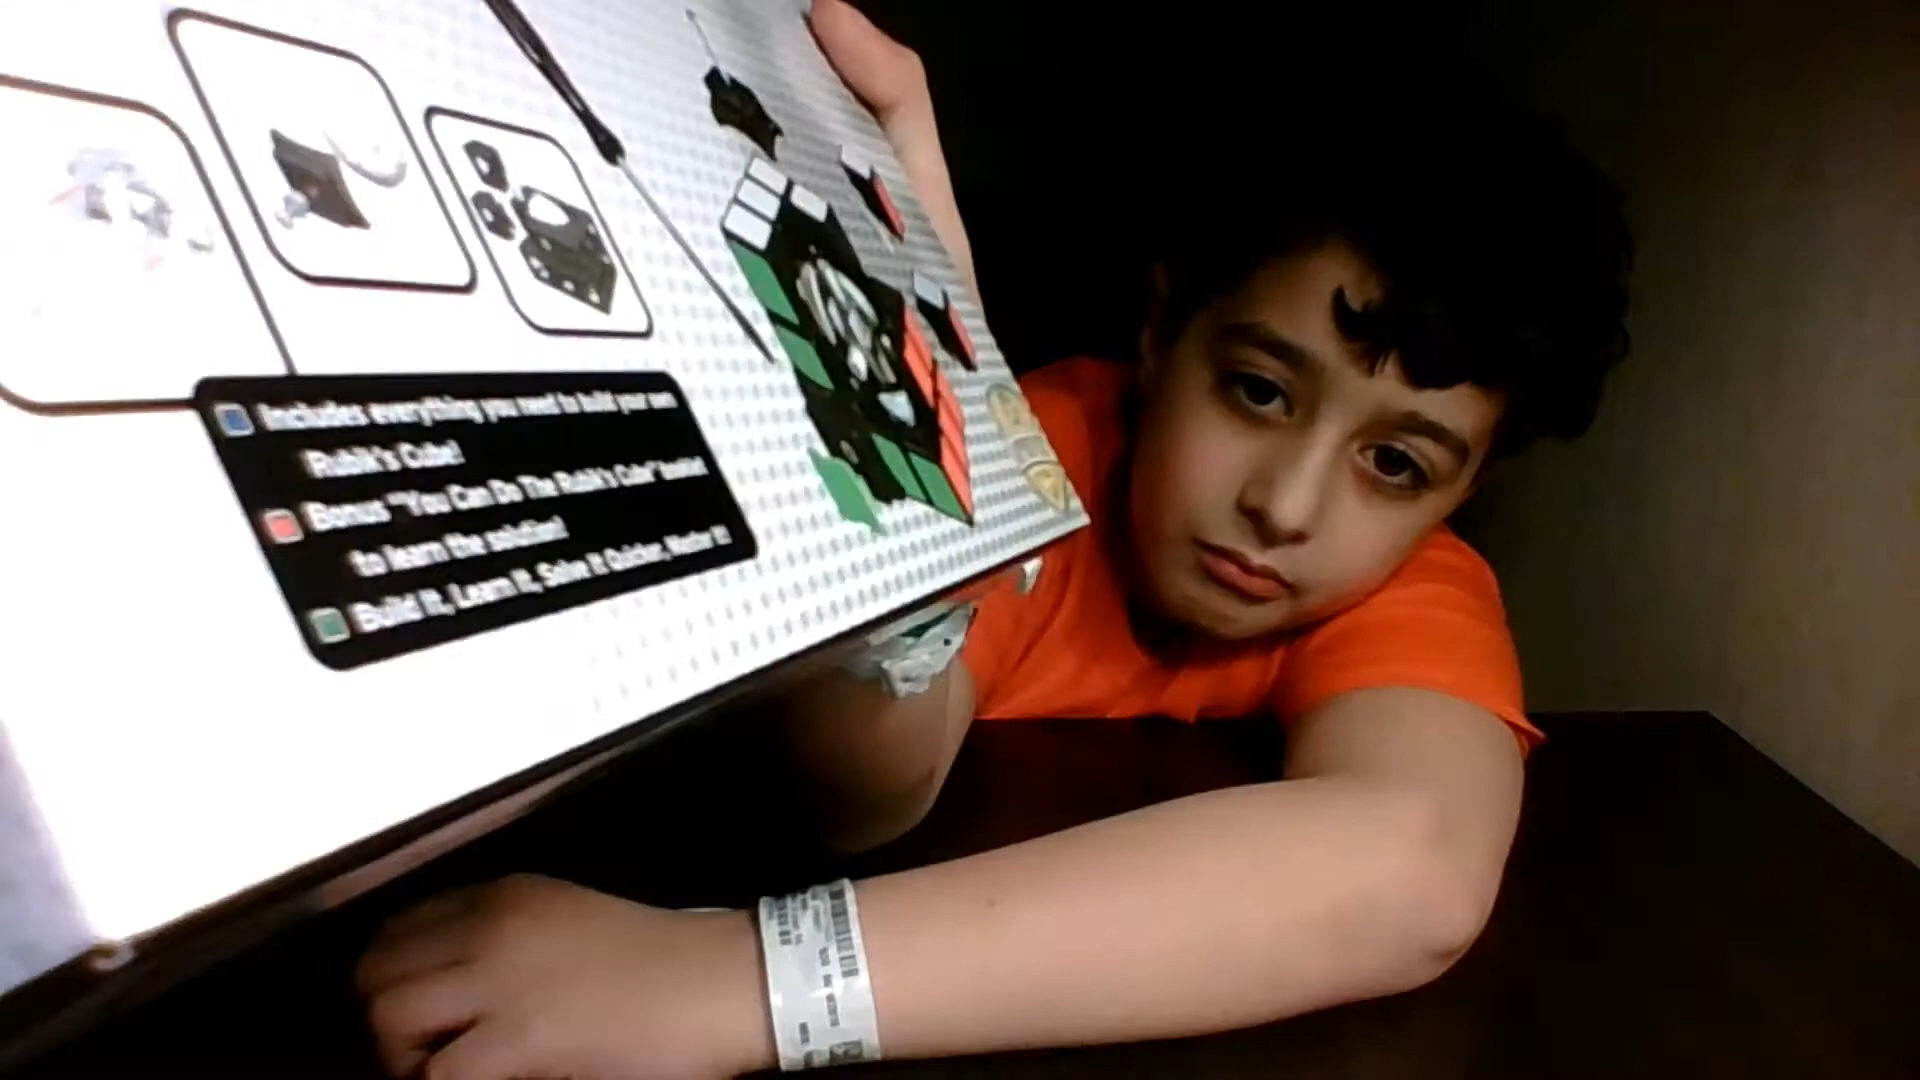 Includes everything you need to build your own
Rubik's Cube!
Bonus "You Can Do The Rubik's Cube" booklet
to learn the solution!
Build It, Learn It, Solve It Quicker, Master It!